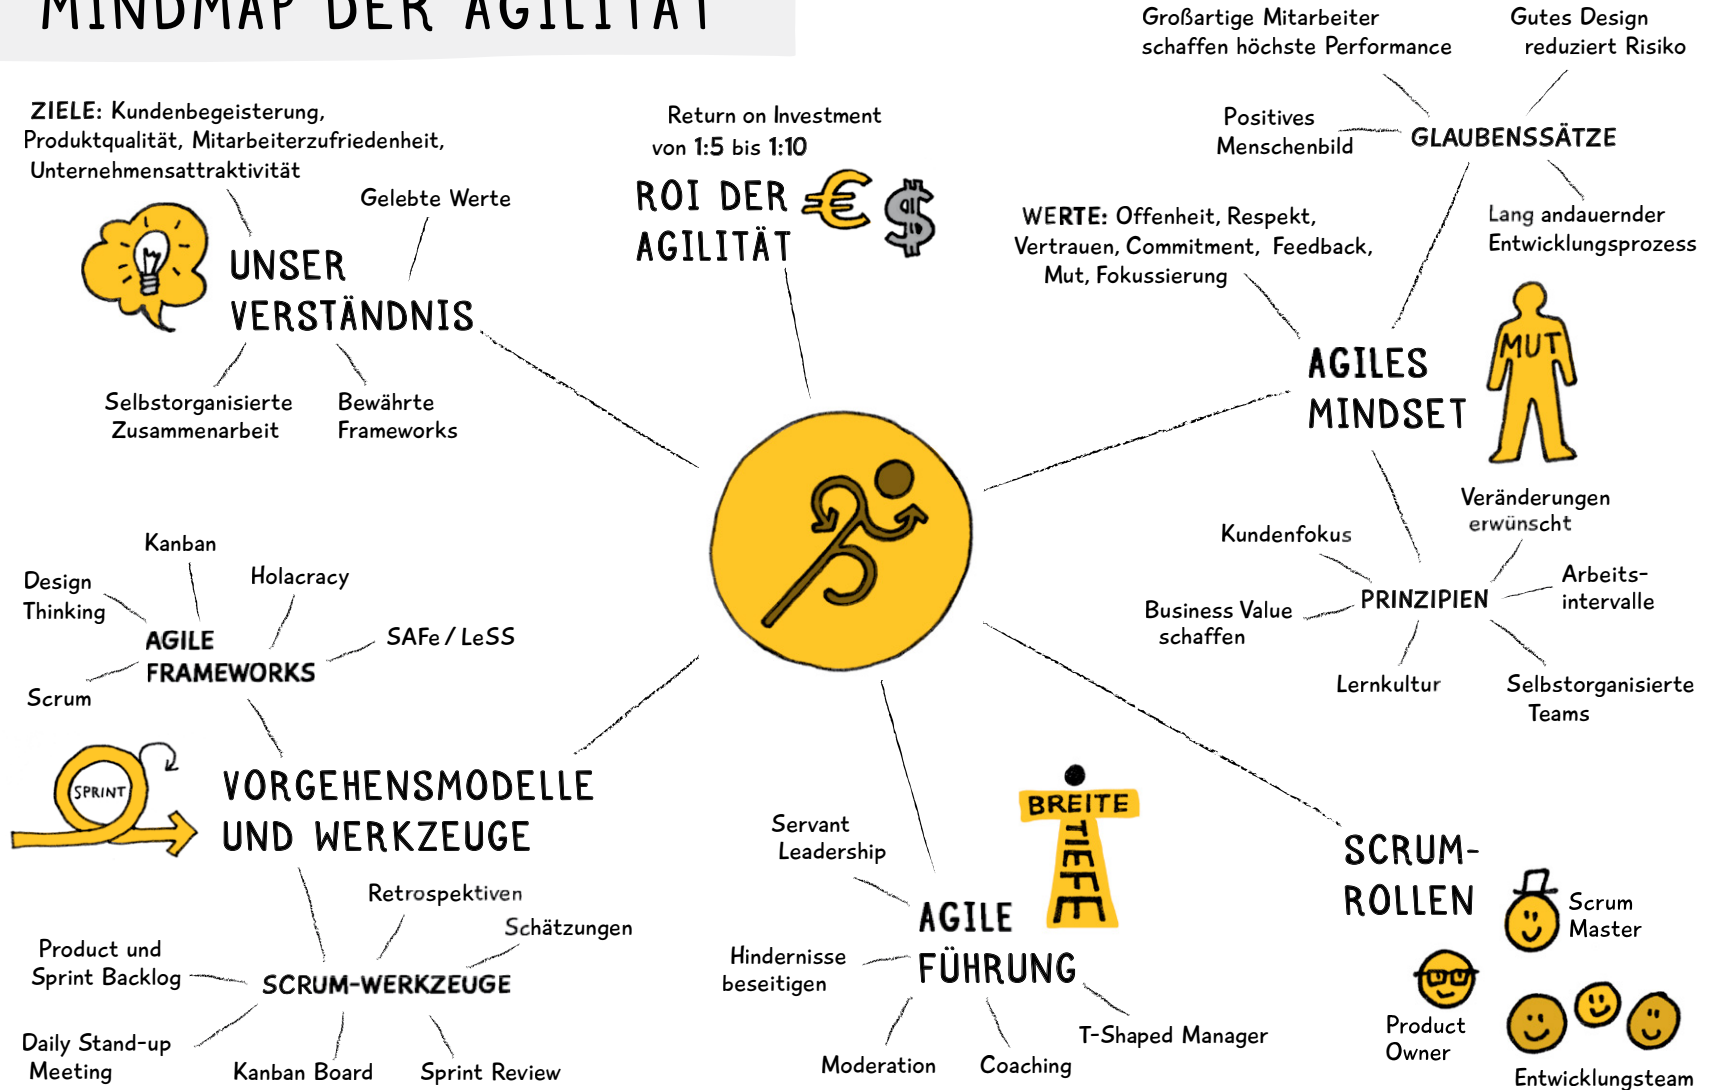 MINDMAP DER AGILITÄT
ZIELE: Kundenbegeisterung,
Produktqualität, Mitarbeiterzufriedenheit,
Unternehmensattraktivität
Gelebte Werte
UNSER
VERSTÄNDNIS
Selbstorganisierte
Zusammenarbeit
Bewährte
Frameworks
Return on Investment
von 1:5 bis 1:10
ROI DER
AGILITÄT
€
$
Großartige Mitarbeiter
schaffen höchste Performance
Gutes Design
reduziert Risiko
Positives
Menschenbild
GLAUBENSSÄTZE
Lang andauernder
Entwicklungsprozess
WERTE: Offenheit, Respekt,
Vertrauen, Commitment, Feedback,
Mut, Fokussierung
AGILES
MINDSET
MUT
Veränderungen
erwünscht
Kundenfokus
Arbeits-
intervalle
PRINZIPIEN
Business Value
schaffen
Lernkultur
Selbstorganisierte
Teams
Kanban
Design
Thinking
Holacracy
AGILE
FRAMEWORKS
SAFe / LeSS
Scrum
SPRINT
VORGEHENSMODELLE
UND WERKZEUGE
Retrospektiven
Schätzungen
Product und
Sprint Backlog
SCRUM-WERKZEUGE
Daily Stand-up
Meeting
Kanban Board
Sprint Review
Servant
Leadership
BREITE
TIEFE
AGILE
FÜHRUNG
Hindernisse
beseitigen
Moderation
Coaching
T-Shaped Manager
SCRUM-
ROLLEN
Scrum
Master
Product
Owner
Entwicklungsteam